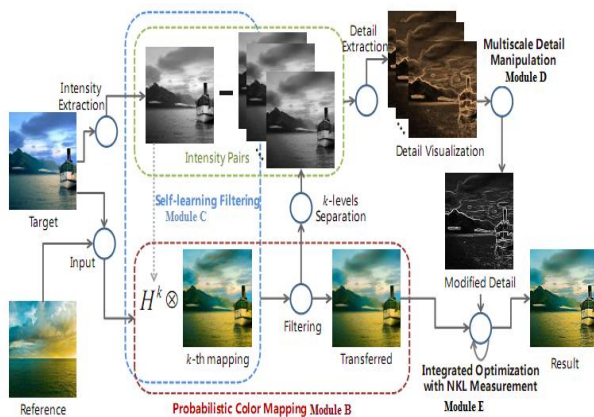 Detail
Extraction
Multiscale Detail
Manipulation
Module D
Intensity
Extraction
Intensity Pairs
Detail Visualization
Self-learning Filtering
Module C
k-levels
Separation
Target
Input
H^k ⊗
k-th mapping
Filtering
Transferred
Modified Detail
Result
Reference
Integrated Optimization
with NKL Measurement
Module E
Probabilistic Color Mapping Module B